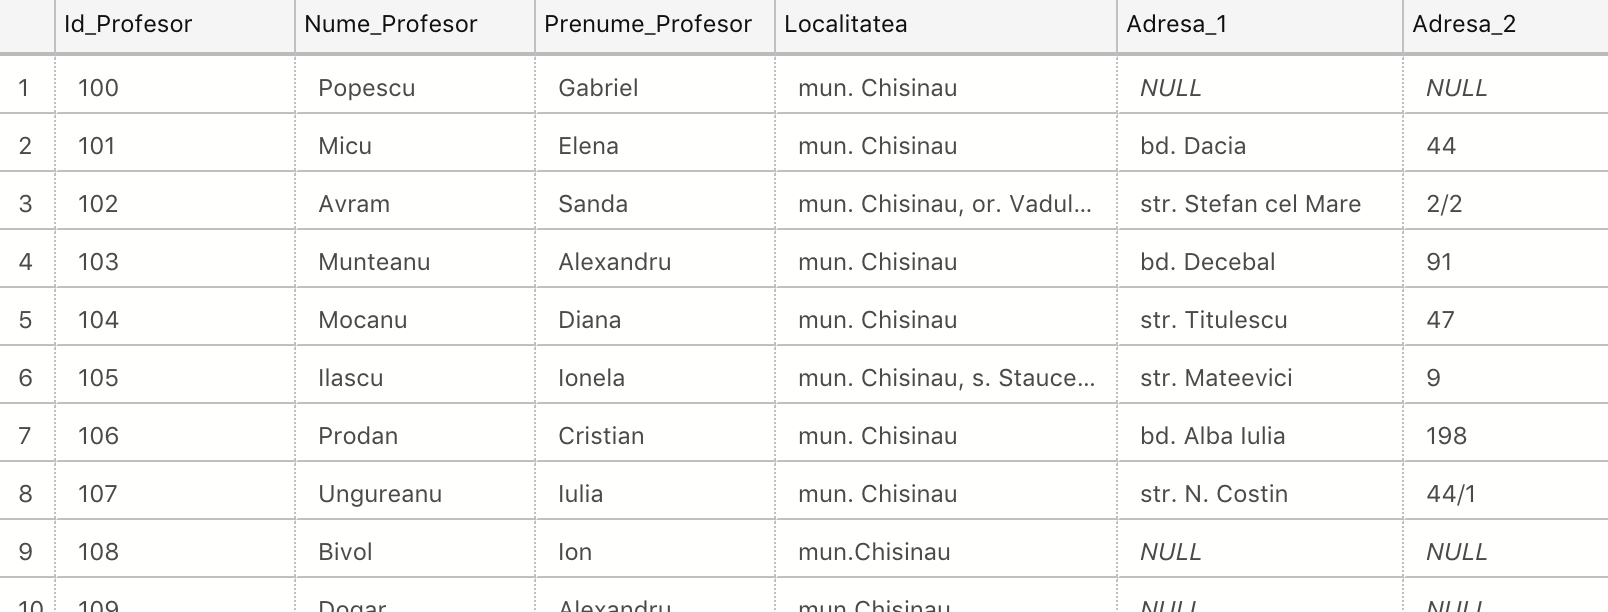 Id_Profesor Nume_Profesor Prenume_Profesor Localitatea Adresa_1 Adresa_2
1 100 Popescu Gabriel mun. Chisinau NULL NULL
2 101 Micu Elena mun. Chisinau bd. Dacia 44
3 102 Avram Sanda mun. Chisinau, or. Vadul... str. Stefan cel Mare 2/2
4 103 Munteanu Alexandru mun. Chisinau bd. Decebal 91
5 104 Mocanu Diana mun. Chisinau str. Titulescu 47
6 105 Ilascu Ionela mun. Chisinau, s. Stauce... str. Mateevici 9
7 106 Prodan Cristian mun. Chisinau bd. Alba Iulia 198
8 107 Ungureanu Iulia mun. Chisinau str. N. Costin 44/1
9 108 Bivol Ion mun.Chisinau NULL NULL
10 109 Dogar Alexandru mun.Chisinau NULL NULL